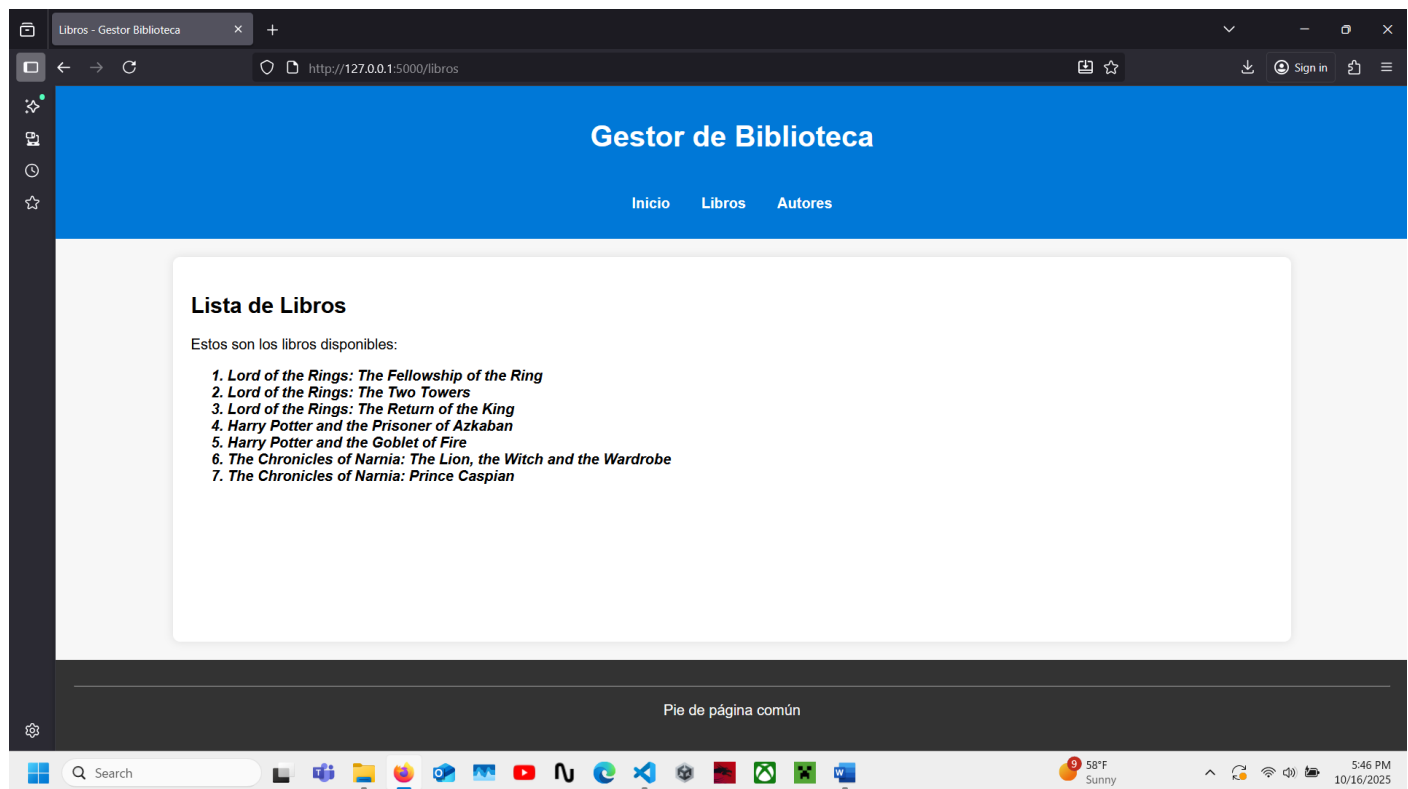 Libros - Gestor Biblioteca
http://127.0.0.1:5000/libros
Sign in
Gestor de Biblioteca
Inicio Libros Autores
Lista de Libros
Estos son los libros disponibles:
1. Lord of the Rings: The Fellowship of the Ring
2. Lord of the Rings: The Two Towers
3. Lord of the Rings: The Return of the King
4. Harry Potter and the Prisoner of Azkaban
5. Harry Potter and the Goblet of Fire
6. The Chronicles of Narnia: The Lion, the Witch and the Wardrobe
7. The Chronicles of Narnia: Prince Caspian
Pie de página común
Search
9
58°F
Sunny
5:46 PM
10/16/2025